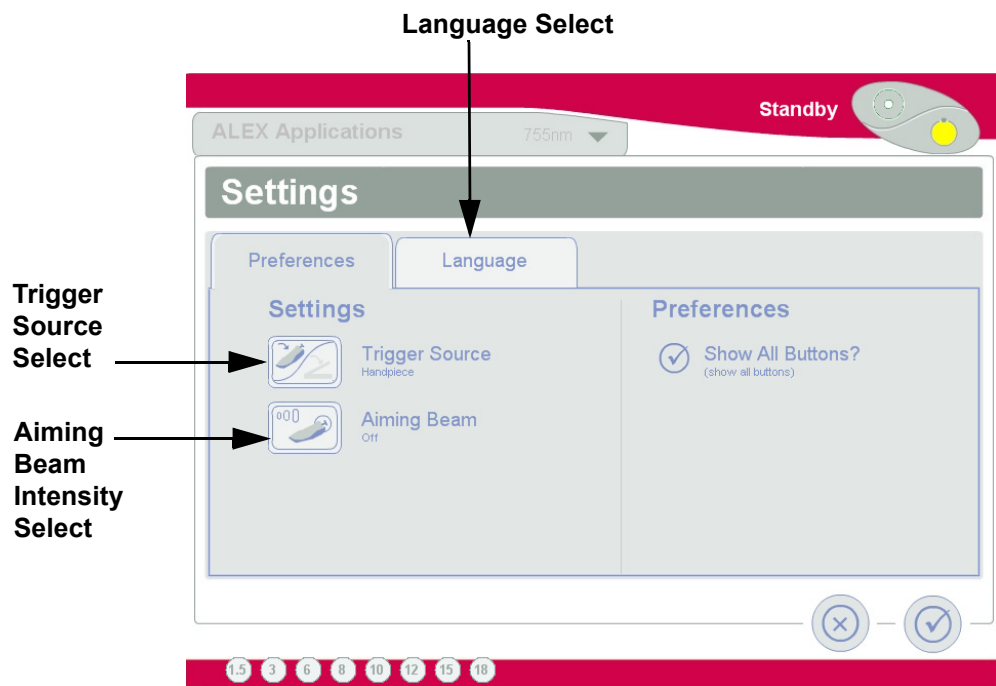 Language Select
Standby
ALEX Applications 755nm
Settings
Preferences Language
Trigger
Source
Select
Settings
Trigger Source
Handpiece
Aiming Beam
Off
Preferences
Show All Buttons?
(show all buttons)
Aiming
Beam
Intensity
Select
1.5 3 6 8 10 12 15 18